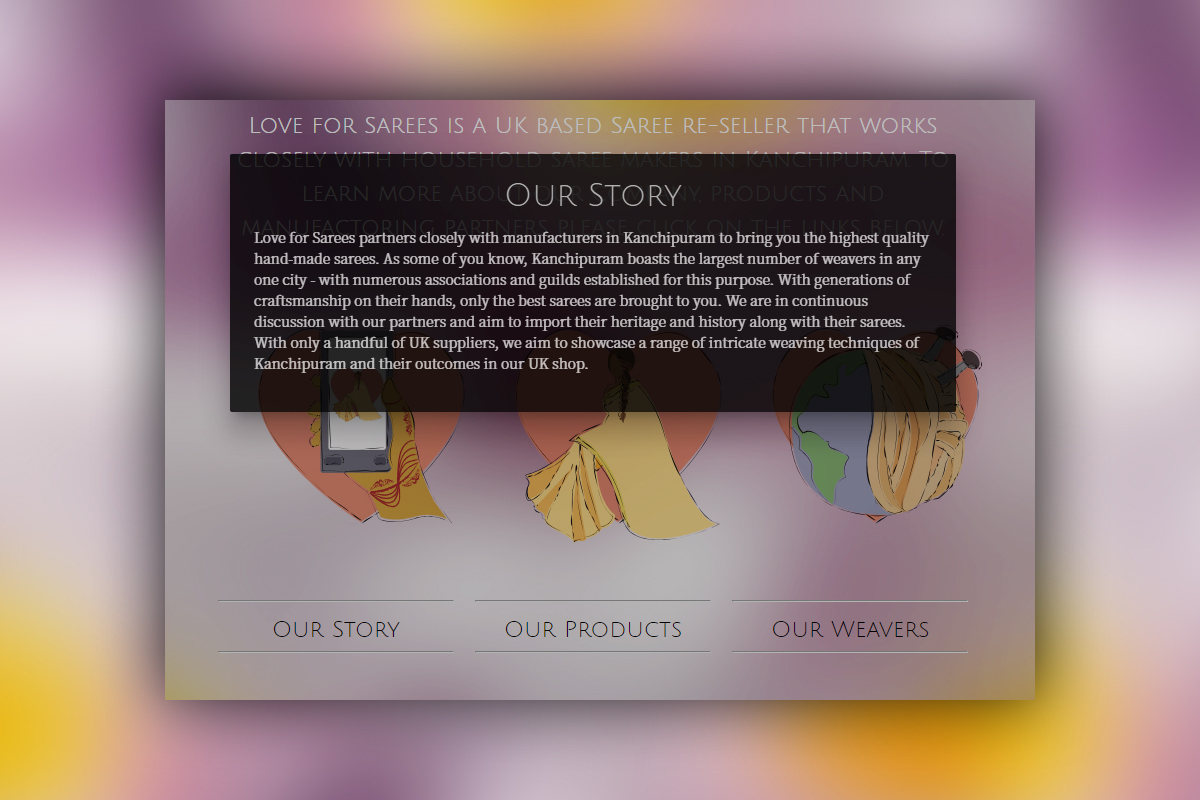 Love for Sarees is a UK based Saree re-seller that works
closely with household saree makers in Kanchipuram. To
learn more about our company, products and
manufactoring partners please click on the links below
Our Story
Love for Sarees partners closely with manufacturers in Kanchipuram to bring you the highest quality
hand-made sarees. As some of you know, Kanchipuram boasts the largest number of weavers in any
one city - with numerous associations and guilds established for this purpose. With generations of
craftsmanship on their hands, only the best sarees are brought to you. We are in continuous
discussion with our partners and aim to import their heritage and history along with their sarees.
With only a handful of UK suppliers, we aim to showcase a range of intricate weaving techniques of
Kanchipuram and their outcomes in our UK shop.
Our Story
Our Products
Our Weavers